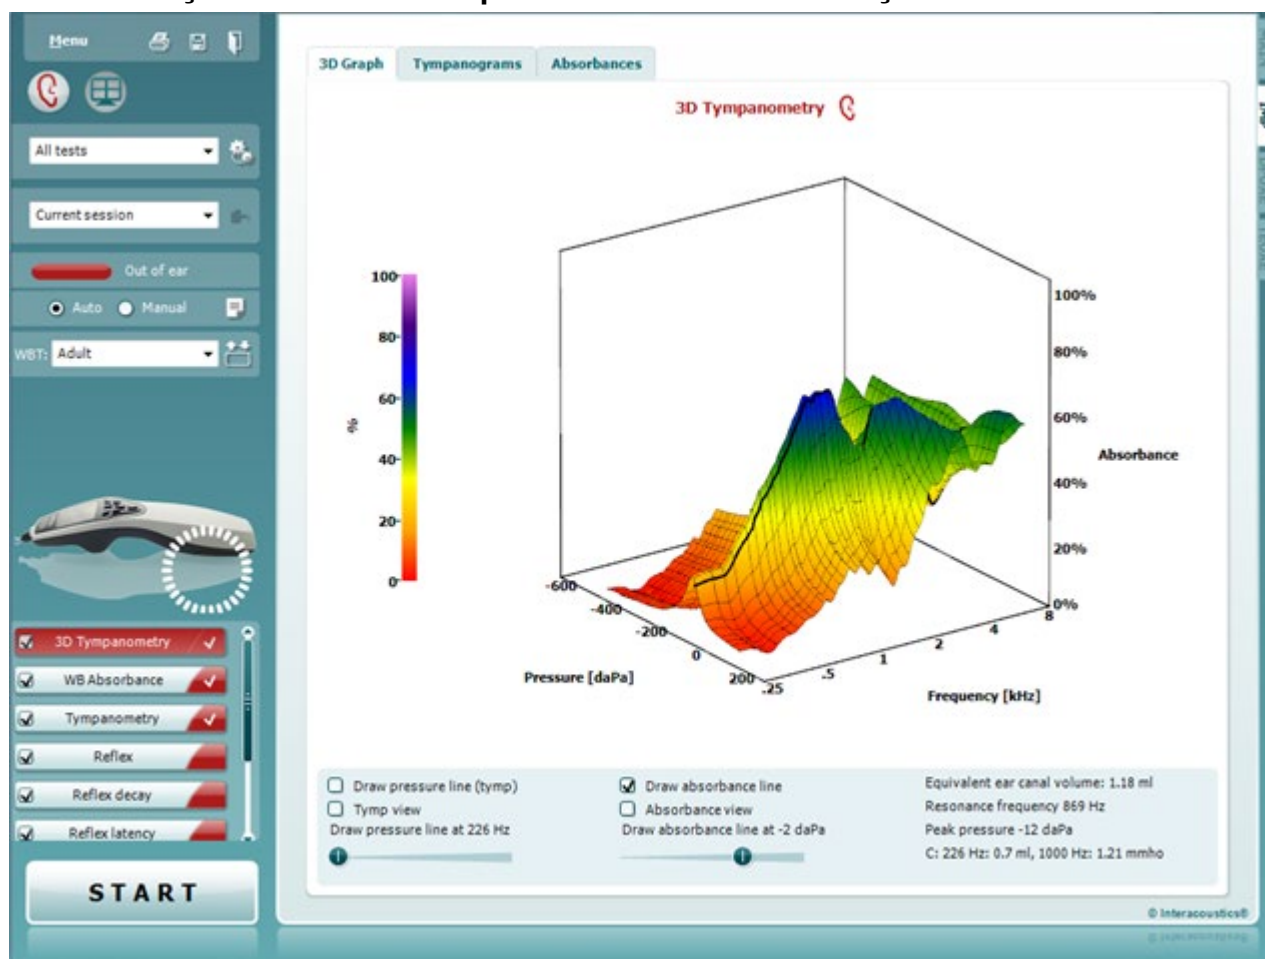 Menu
All tests
Current session
Out of ear
Auto Manual
WBT: Adult
3D Tympanometry
WB Absorbance
Tympanometry
Reflex
Reflex decay
Reflex latency
START
3D Graph Tympanograms Absorbances
3D Tympanometry
100
80
60
40
20
0
%
100%
80%
60%
40%
20%
0%
Absorbance
-600
-400
-200
0
200
Pressure [daPa]
.25
.5
1
2
4
8
Frequency [kHz]
Draw pressure line (tymp)
Tymp view
Draw pressure line at 226 Hz
Draw absorbance line
Absorbance view
Draw absorbance line at -2 daPa
Equivalent ear canal volume: 1.18 ml
Resonance frequency 869 Hz
Peak pressure -12 daPa
C: 226 Hz: 0.7 ml, 1000 Hz: 1.21 mmho
© Interacoustics®